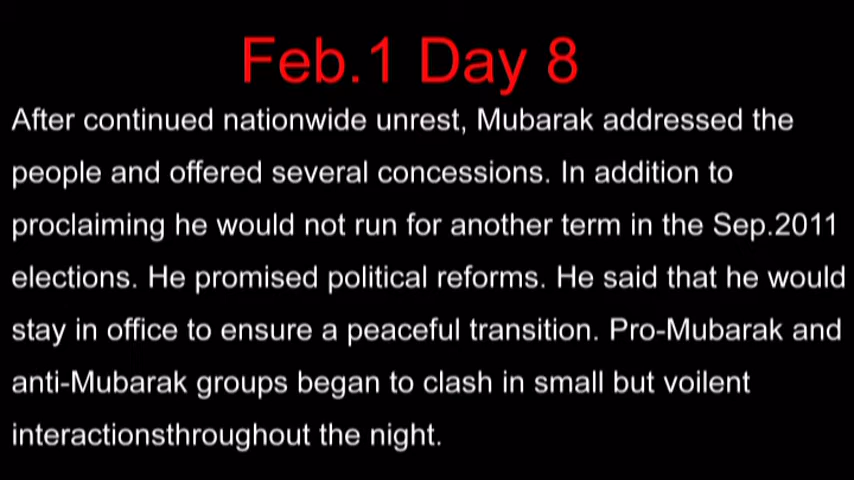 Feb.1 Day 8
After continued nationwide unrest, Mubarak addressed the
people and offered several concessions. In addition to
proclaiming he would not run for another term in the Sep.2011
elections. He promised political reforms. He said that he would
stay in office to ensure a peaceful transition. Pro-Mubarak and
anti-Mubarak groups began to clash in small but voilent
interactionsthroughout the night.